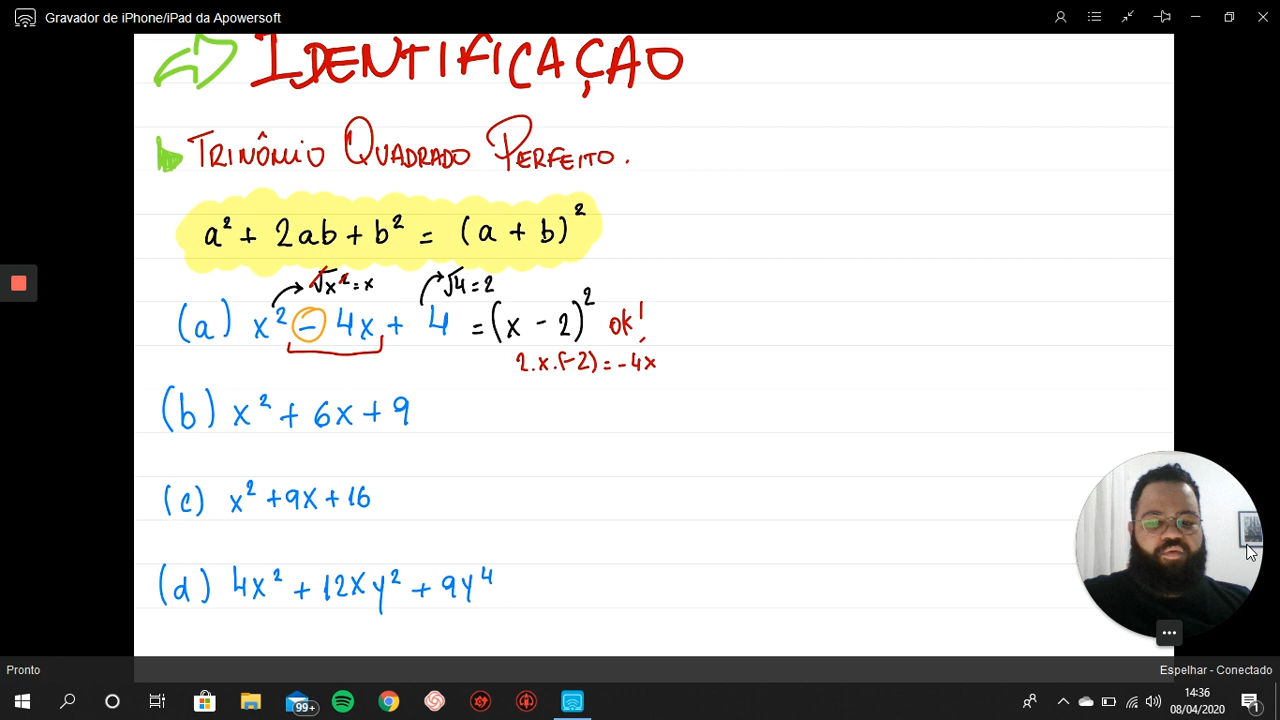 Gravador de iPhone/iPad da Apowersoft
IDENTIFICAÇÃO
TRINÔMIO QUADRADO PERFEITO.
a² + 2ab + b² = (a + b)²
√x² = x √4 = 2
(a) x² - 4x + 4 = (x - 2)² ok!
2.x.(-2) = -4x
(b) x² + 6x + 9
(c) x² + 9x + 16
(d) 4x² + 12xy² + 9y⁴
Pronto
Espelhar - Conectado
99+
14:36
08/04/2020
1